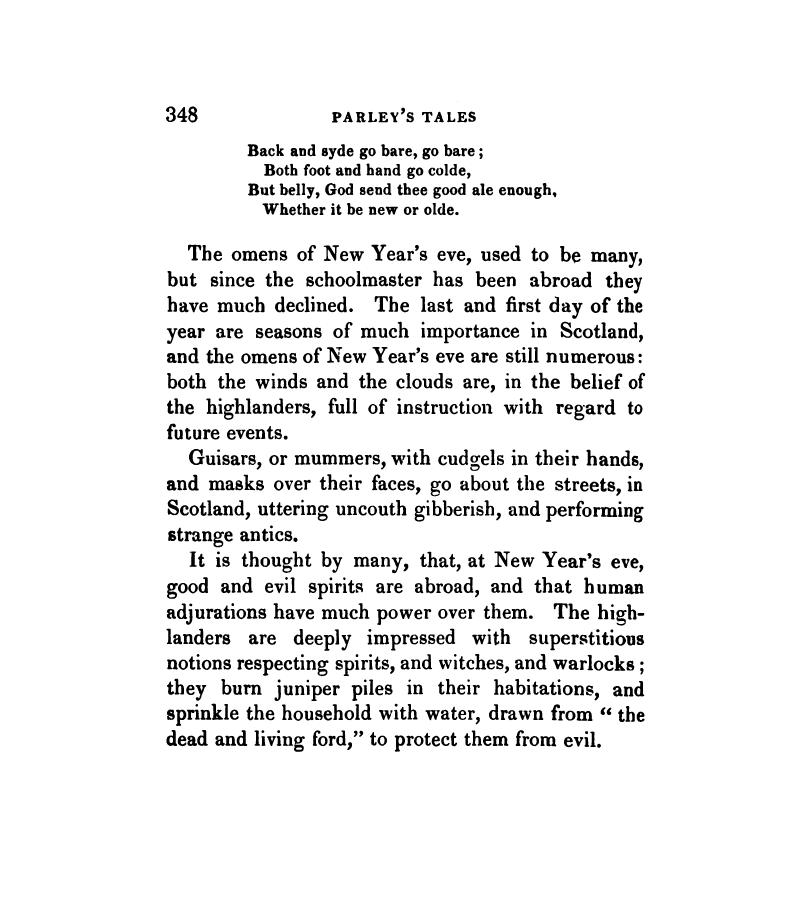 348 PARLEY'S TALES
Back and syde go bare, go bare;
Both foot and hand go colde,
But belly, God send thee good ale enough,
Whether it be new or olde.
The omens of New Year's eve, used to be many,
but since the schoolmaster has been abroad they
have much declined. The last and first day of the
year are seasons of much importance in Scotland,
and the omens of New Year's eve are still numerous:
both the winds and the clouds are, in the belief of
the highlanders, full of instruction with regard to
future events.
Guisars, or mummers, with cudgels in their hands,
and masks over their faces, go about the streets, in
Scotland, uttering uncouth gibberish, and performing
strange antics.
It is thought by many, that, at New Year's eve,
good and evil spirits are abroad, and that human
adjurations have much power over them. The high-
landers are deeply impressed with superstitious
notions respecting spirits, and witches, and warlocks;
they burn juniper piles in their habitations, and
sprinkle the household with water, drawn from “ the
dead and living ford,” to protect them from evil.